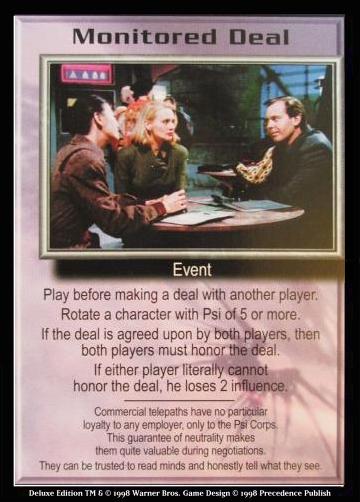 Monitored Deal
Event
Play before making a deal with another player.
Rotate a character with Psi of 5 or more.
If the deal is agreed upon by both players, then
both players must honor the deal.
If either player literally cannot
honor the deal, he loses 2 influence.
Commercial telepaths have no particular
loyalty to any employer, only to the Psi Corps.
This guarantee of neutrality makes
them quite valuable during negotiations.
They can be trusted to read minds and honestly tell what they see.
Deluxe Edition TM & © 1998 Warner Bros. Game Design © 1998 Precedence Publish